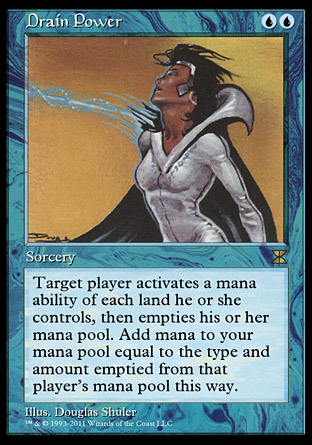 Drain Power
Sorcery
Target player activates a mana
ability of each land he or she
controls, then empties his or her
mana pool. Add mana to your
mana pool equal to the type and
amount emptied from that
player's mana pool this way.
Illus. Douglas Shuler
™ & © 1993-2011 Wizards of the Coast LLC